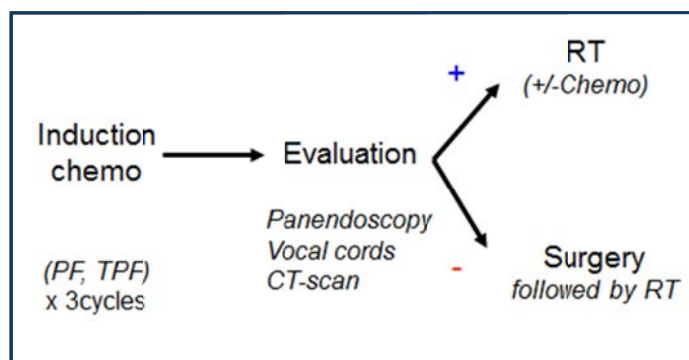 Induction
chemo
(PF, TPF)
x 3cycles
Evaluation
Panendoscopy
Vocal cords
CT-scan
+
RT
(+/-Chemo)
-
Surgery
followed by RT